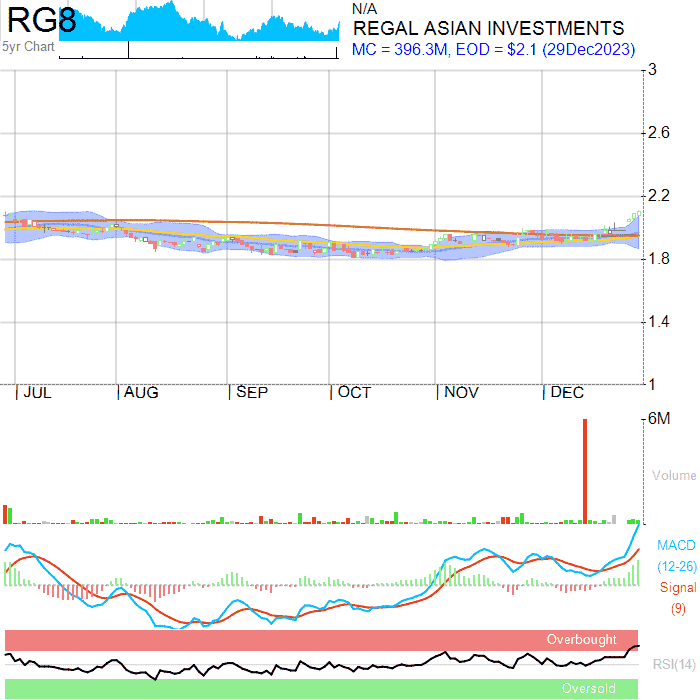 RG8
5yr Chart
N/A
REGAL ASIAN INVESTMENTS
MC = 396.3M, EOD = $2.1 (29Dec2023)
3
2.6
2.2
1.8
1.4
1
JUL AUG SEP OCT NOV DEC
6M
Volume
MACD
(12-26)
Signal
(9)
Overbought
RSI(14)
Oversold